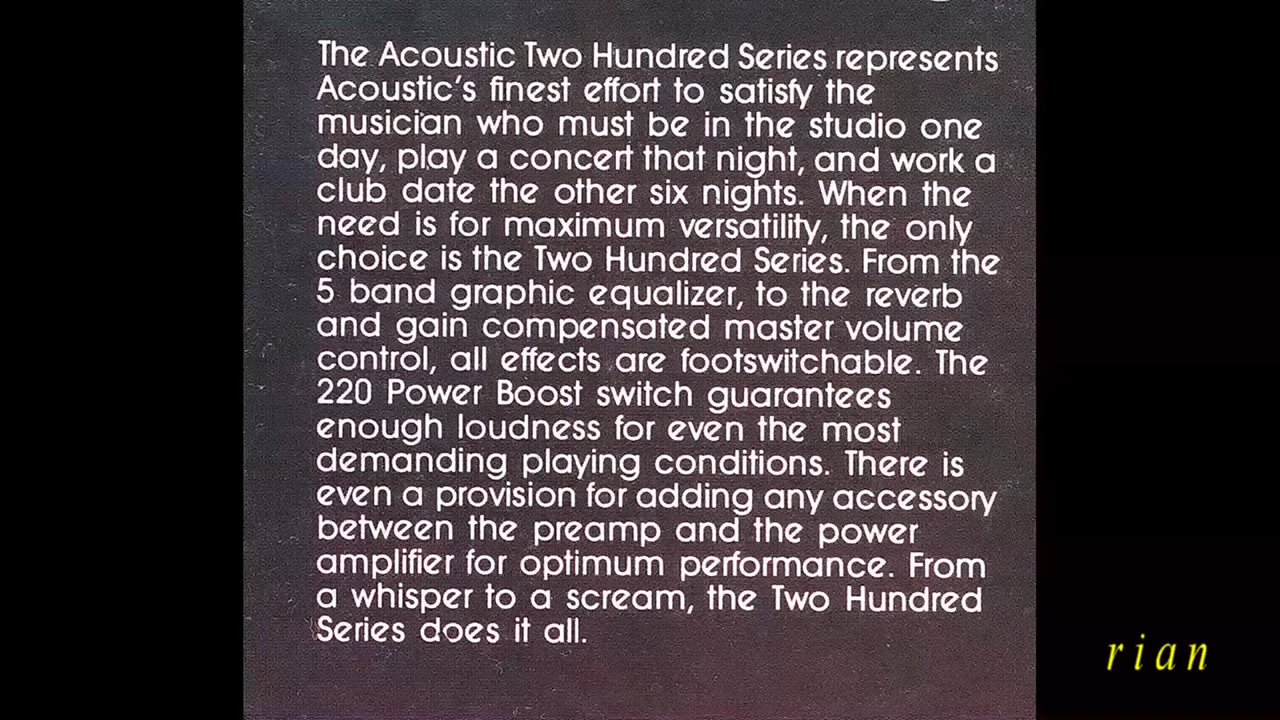 The Acoustic Two Hundred Series represents
Acoustic's finest effort to satisfy the
musician who must be in the studio one
day, play a concert that night, and work a
club date the other six nights. When the
need is for maximum versatility, the only
choice is the Two Hundred Series. From the
5 band graphic equalizer, to the reverb
and gain compensated master volume
control, all effects are footswitchable. The
220 Power Boost switch guarantees
enough loudness for even the most
demanding playing conditions. There is
even a provision for adding any accessory
between the preamp and the power
amplifier for optimum performance. From
a whisper to a scream, the Two Hundred
Series does it all.
rian